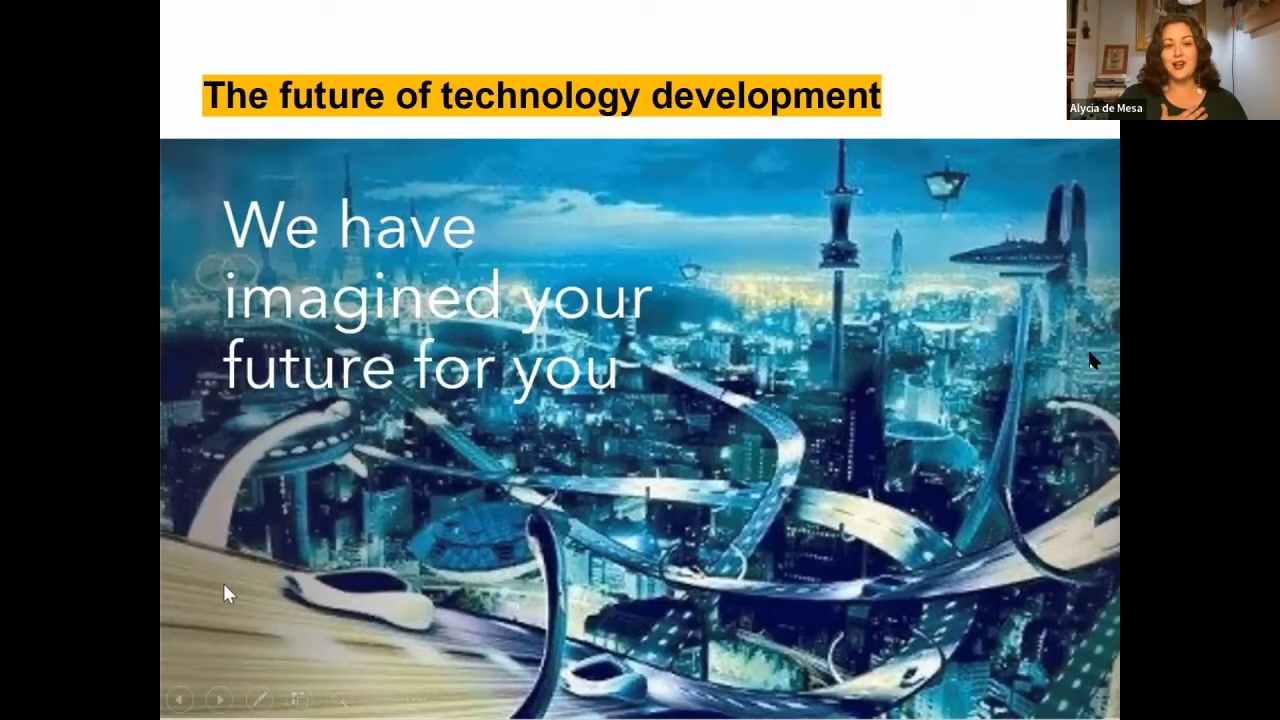 The future of technology development
Alycia de Mesa
We have
imagined your
future for you